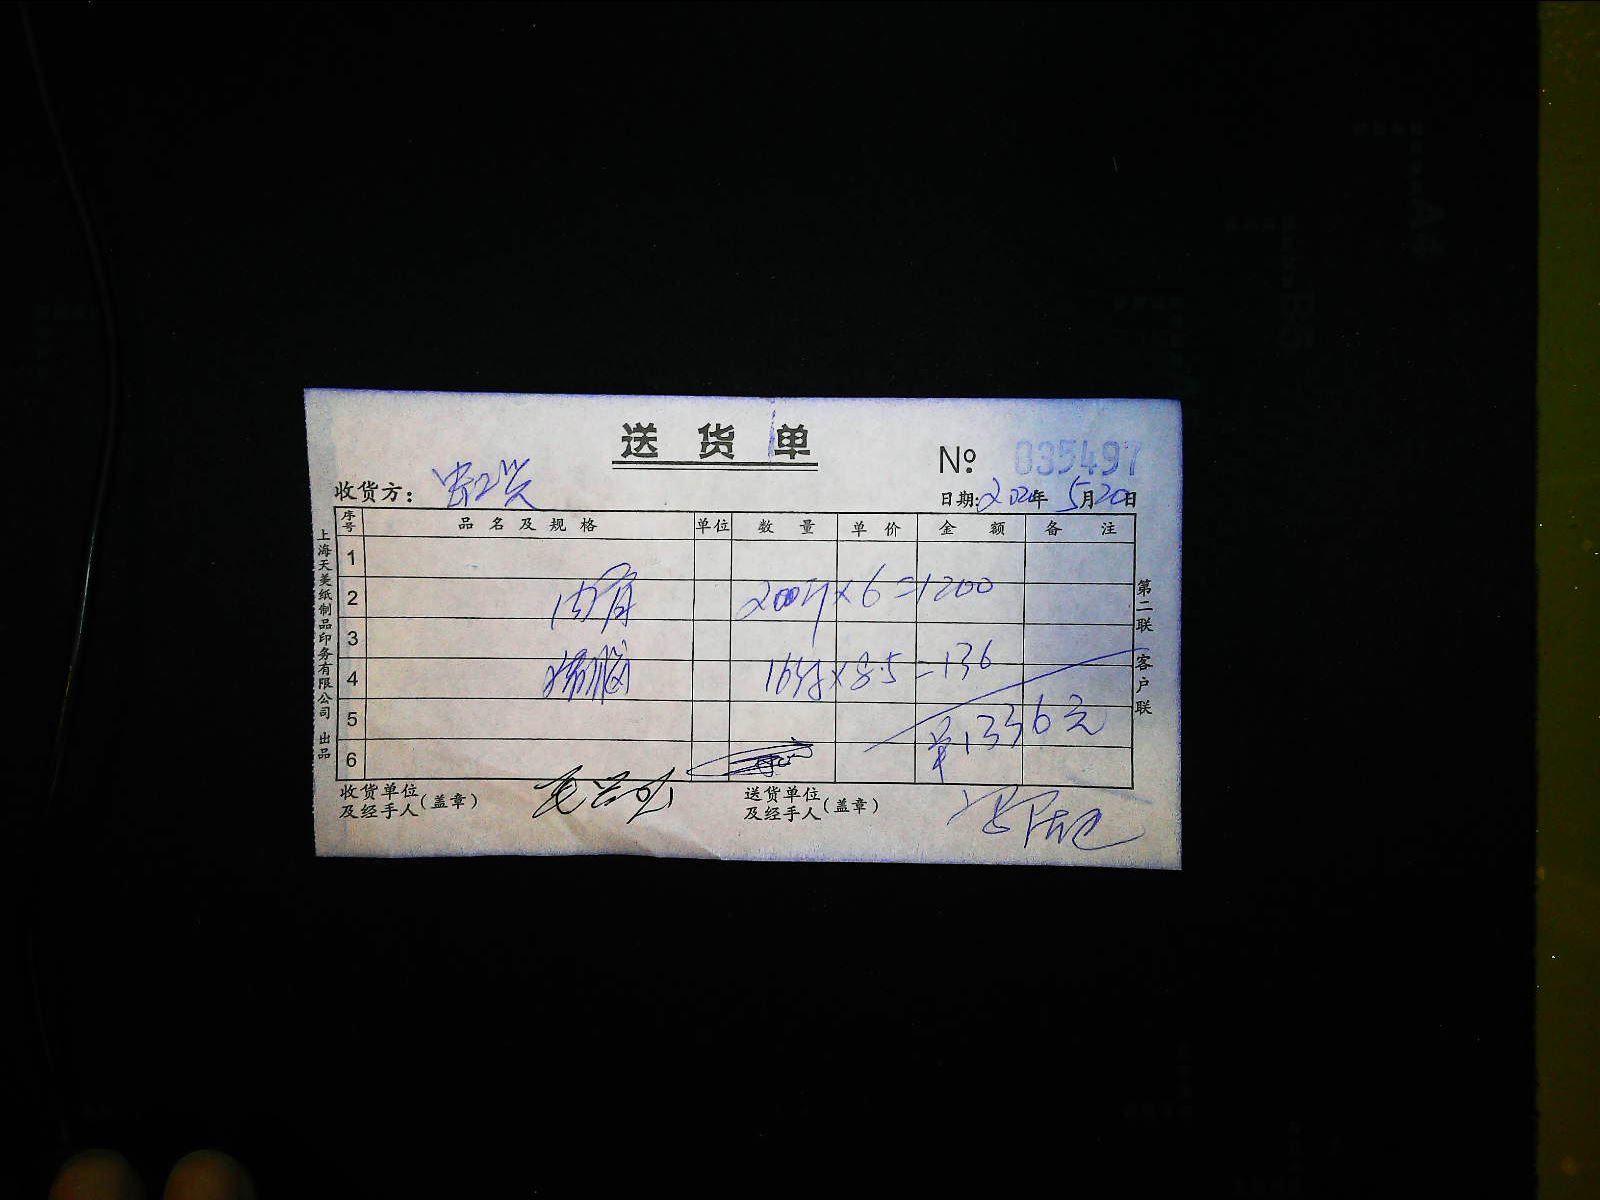 送 货 单
№ 035497
收货方：
日期: 2020年 5月20日
序号 品名及规格 单位 数量 单价 金额 备注
1
2 200斤×6=1200
3
4 16×8.5=136
5 ￥1336元
6
收货单位及经手人(盖章)
送货单位及经手人(盖章)
上海天美纸制品印务有限公司 出品
第二联 客户联